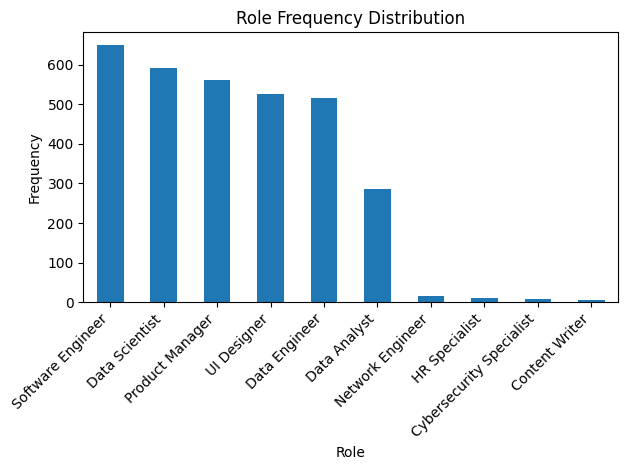 Role Frequency Distribution
Frequency
600
500
400
300
200
100
0
Software Engineer
Data Scientist
Product Manager
UI Designer
Data Engineer
Data Analyst
Network Engineer
HR Specialist
Cybersecurity Specialist
Content Writer
Role